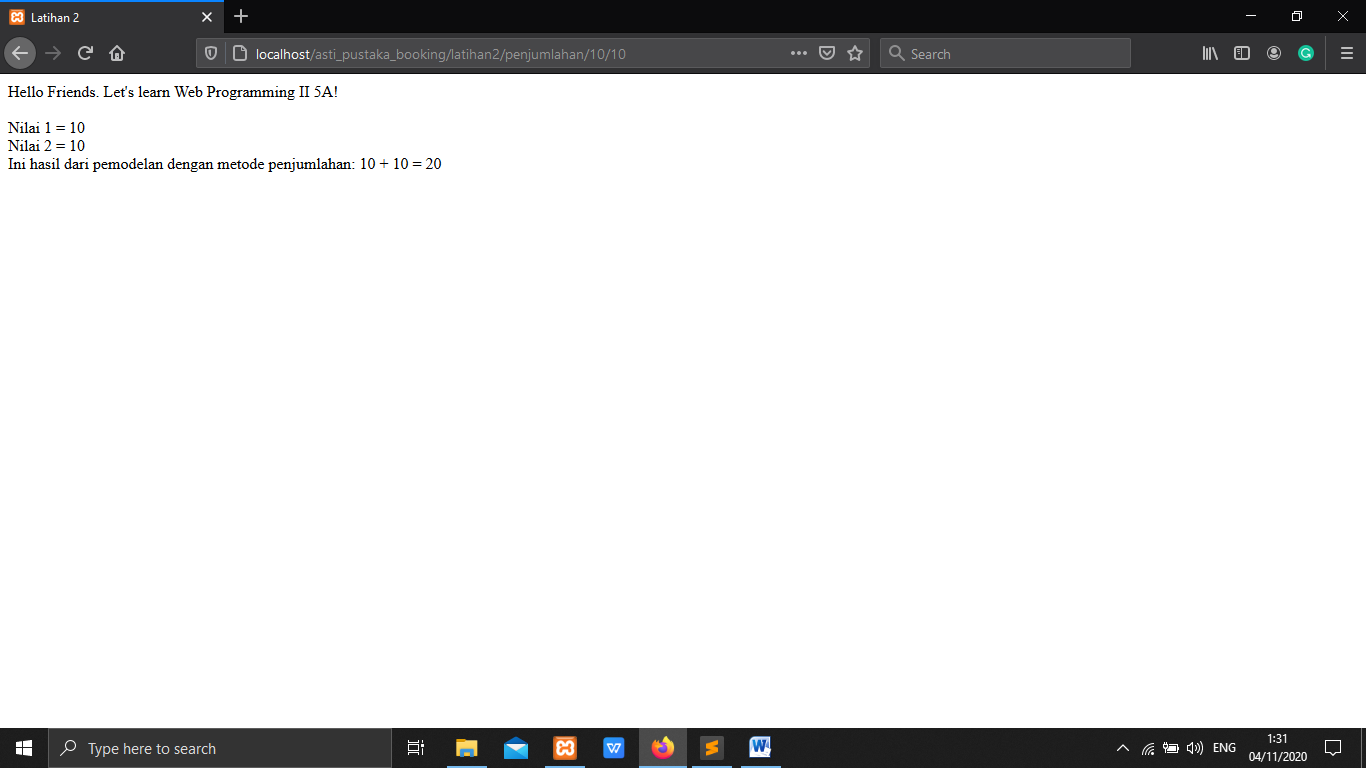 Latihan 2
localhost/asti_pustaka_booking/latihan2/penjumlahan/10/10
Search
Hello Friends. Let's learn Web Programming II 5A!
Nilai 1 = 10
Nilai 2 = 10
Ini hasil dari pemodelan dengan metode penjumlahan: 10 + 10 = 20
Type here to search
ENG
1:31
04/11/2020